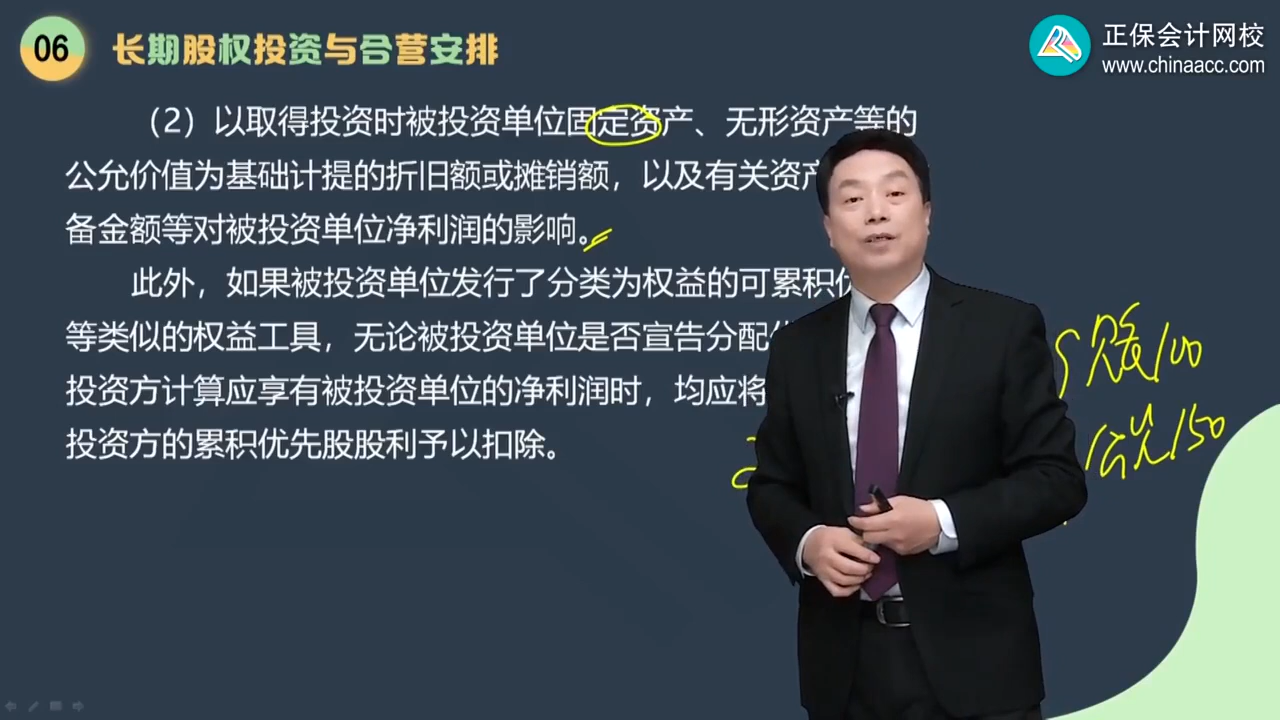 06
长期股权投资与合营安排
正保会计网校
www.chinaacc.com
（2）以取得投资时被投资单位固定资产、无形资产等的
公允价值为基础计提的折旧额或摊销额，以及有关资产
备金额等对被投资单位净利润的影响。
此外，如果被投资单位发行了分类为权益的可累积优
等类似的权益工具，无论被投资单位是否宣告分配
投资方计算应享有被投资单位的净利润时，均应将
投资方的累积优先股股利予以扣除。
账100
公允150